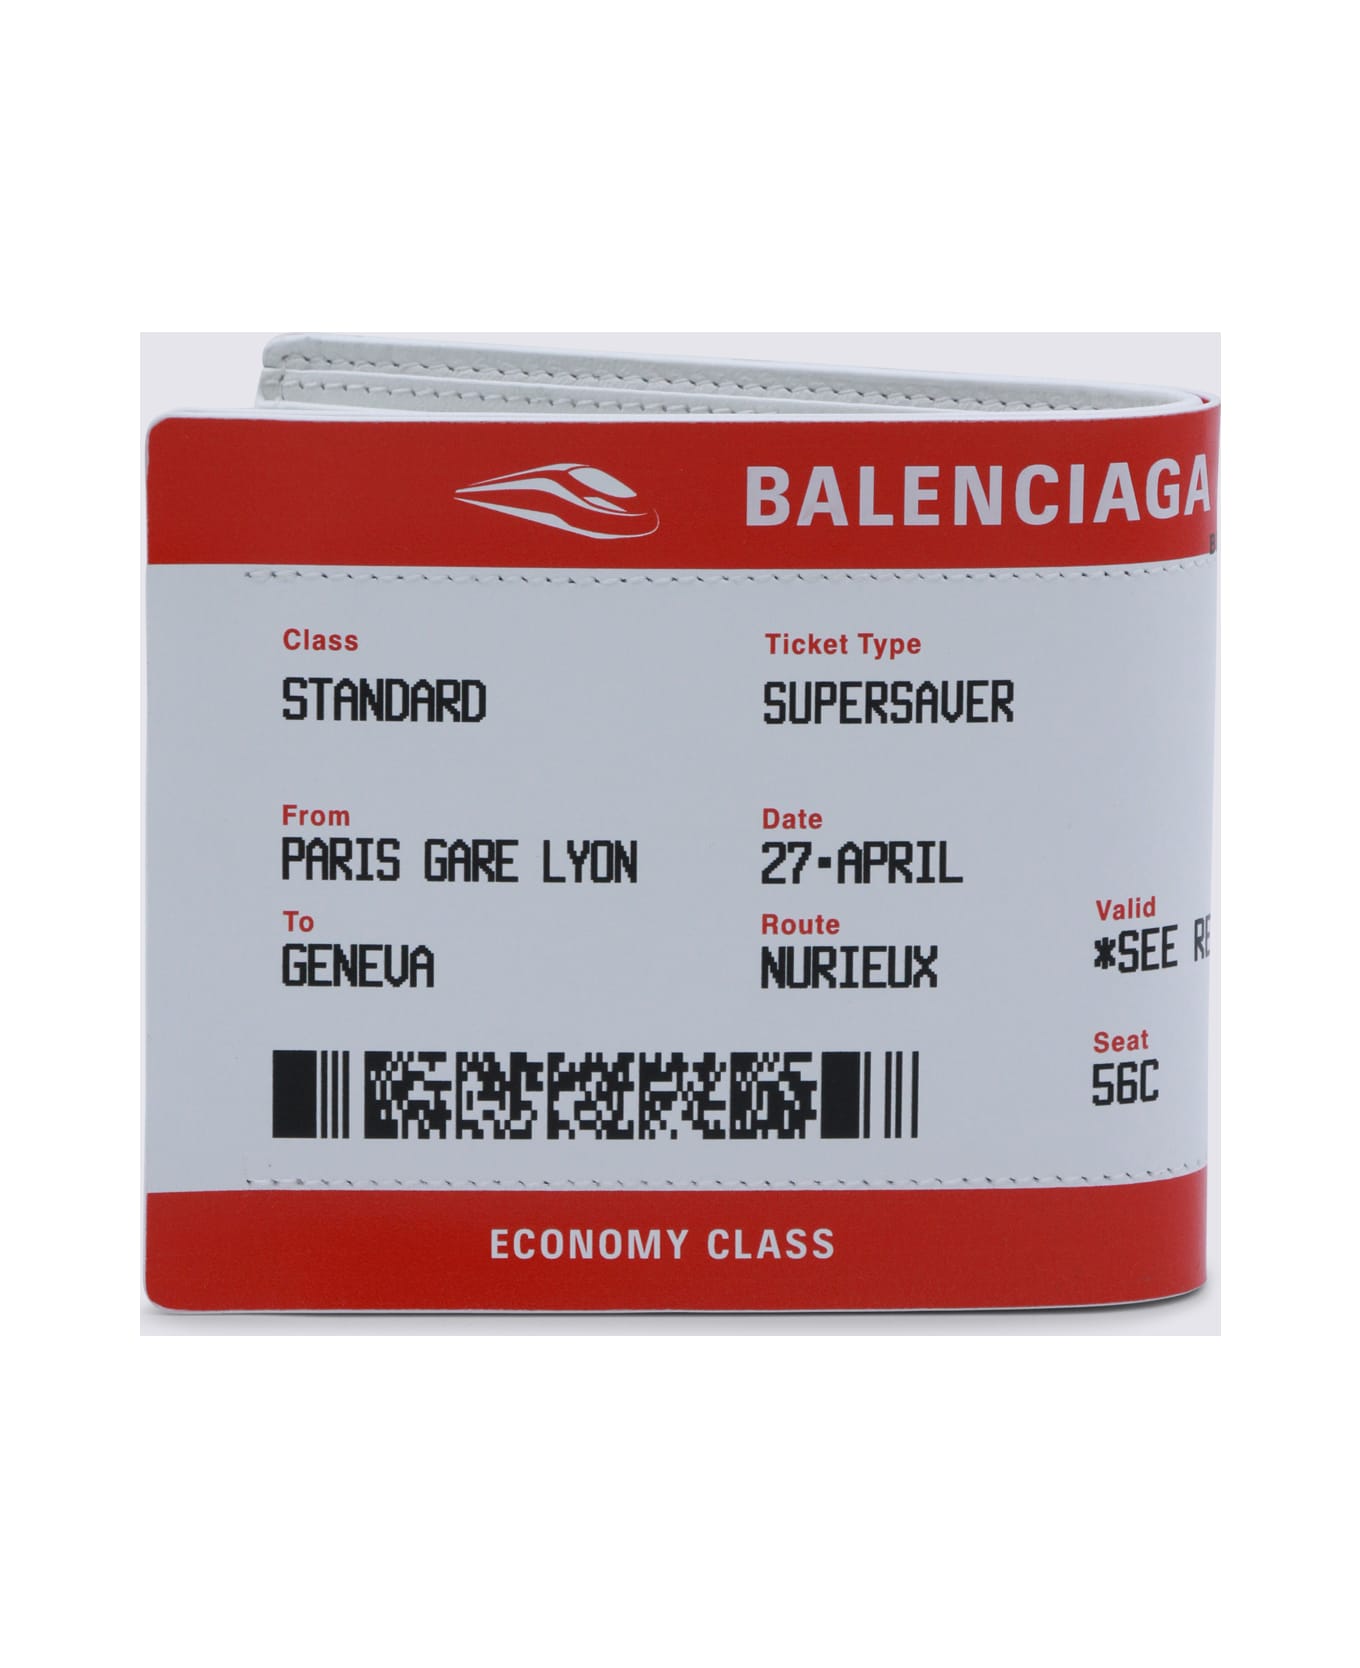 BALENCIAGA
Class
STANDARD
Ticket Type
SUPERSAVER
From
PARIS GARE LYON
Date
27-APRIL
To
GENEVA
Route
NURIEUX
Valid
*SEE
Seat
56C
ECONOMY CLASS